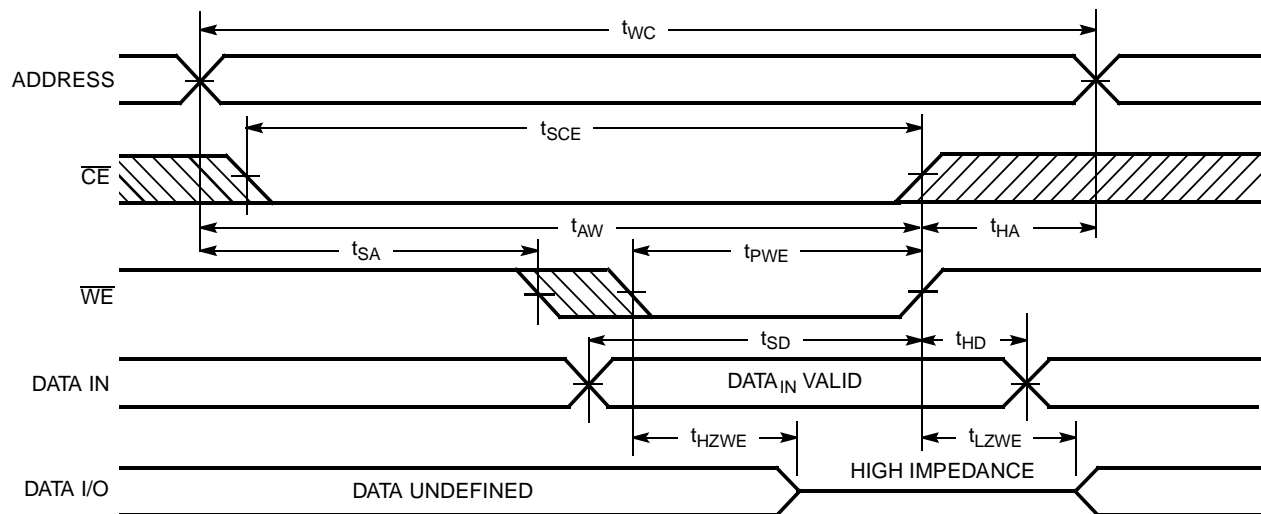 tWC
ADDRESS
tSCE
CE
tAW
tHA
tSA
tPWE
WE
tSD
tHD
DATA IN
DATAIN VALID
tHZWE
tLZWE
HIGH IMPEDANCE
DATA I/O
DATA UNDEFINED